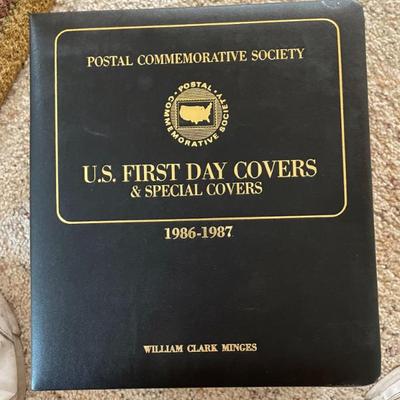 POSTAL COMMEMORATIVE SOCIETY
• POSTAL •
COMMEMORATIVE SOCIETY
U.S. FIRST DAY COVERS
& SPECIAL COVERS
1986-1987
WILLIAM CLARK MINGES